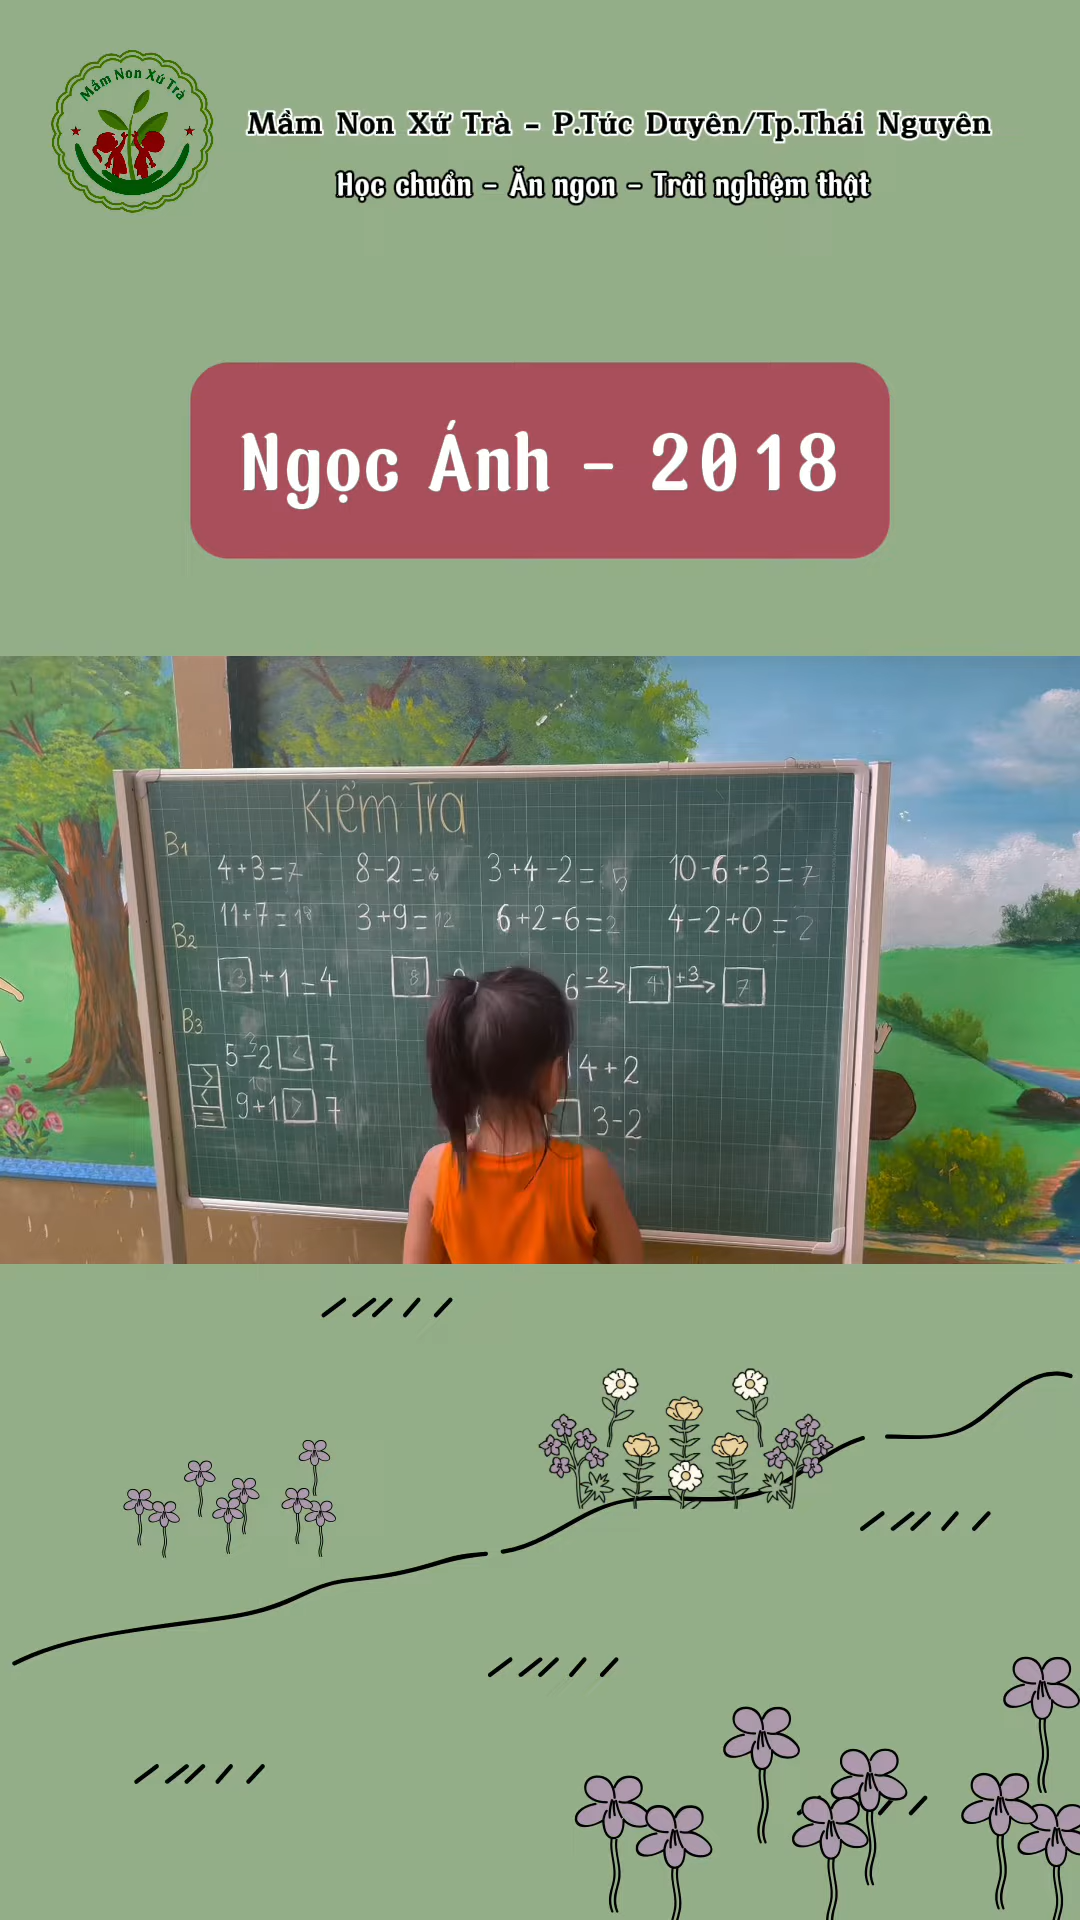 Mầm Non Xứ Trà
Mầm Non Xứ Trà - P.Túc Duyên/Tp.Thái Nguyên
Học chuẩn - Ăn ngon - Trải nghiệm thật
Ngọc Ánh - 2018
Kiểm Tra
B1
4+3=7 8-2=6 3+4-2=5 10-6+3=7
11+7=18 3+9=12 6+2-6=2 4-2+0=2
B2
3 +1=4 8 6 -2 4 +3 7
B3
5-2 < 7 4+2
9+1 > 7 3-2
> < =